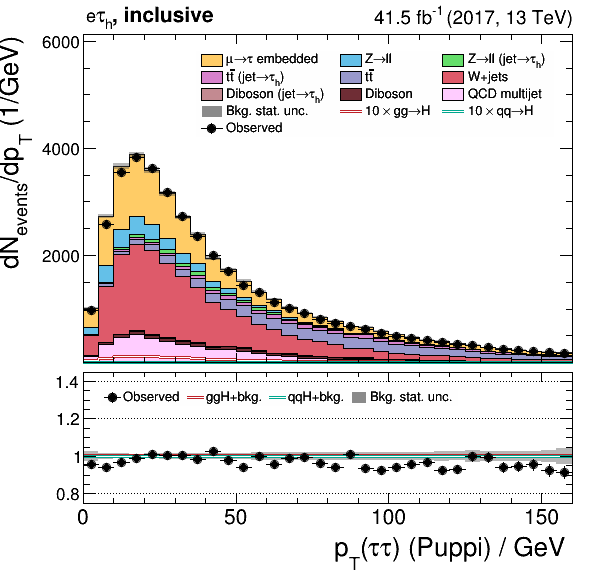 eτh, inclusive 41.5 fb⁻¹ (2017, 13 TeV)
dNevents/dpT (1/GeV)
6000
4000
2000
μ→τ embedded Z→ll Z→ll (jet→τh)
tt̄ (jet→τh) tt̄ W+jets
Diboson (jet→τh) Diboson QCD multijet
Bkg. stat. unc. 10 × gg→H 10 × qq→H
Observed
1.4
1.2
1
0.8
Observed ggH+bkg. qqH+bkg. Bkg. stat. unc.
0 50 100 150
pT(ττ) (Puppi) / GeV